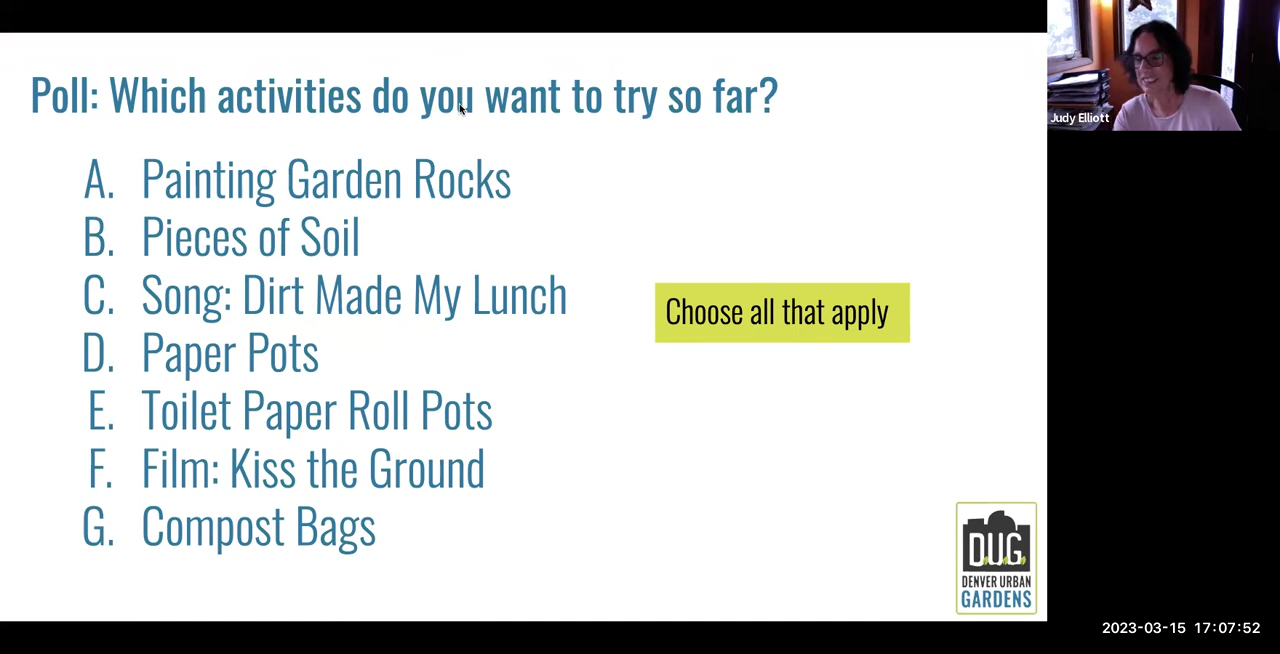 Poll: Which activities do you want to try so far?
Judy Elliott
A. Painting Garden Rocks
B. Pieces of Soil
C. Song: Dirt Made My Lunch
Choose all that apply
D. Paper Pots
E. Toilet Paper Roll Pots
F. Film: Kiss the Ground
G. Compost Bags
D.U.G.
DENVER URBAN
GARDENS
2023-03-15 17:07:52